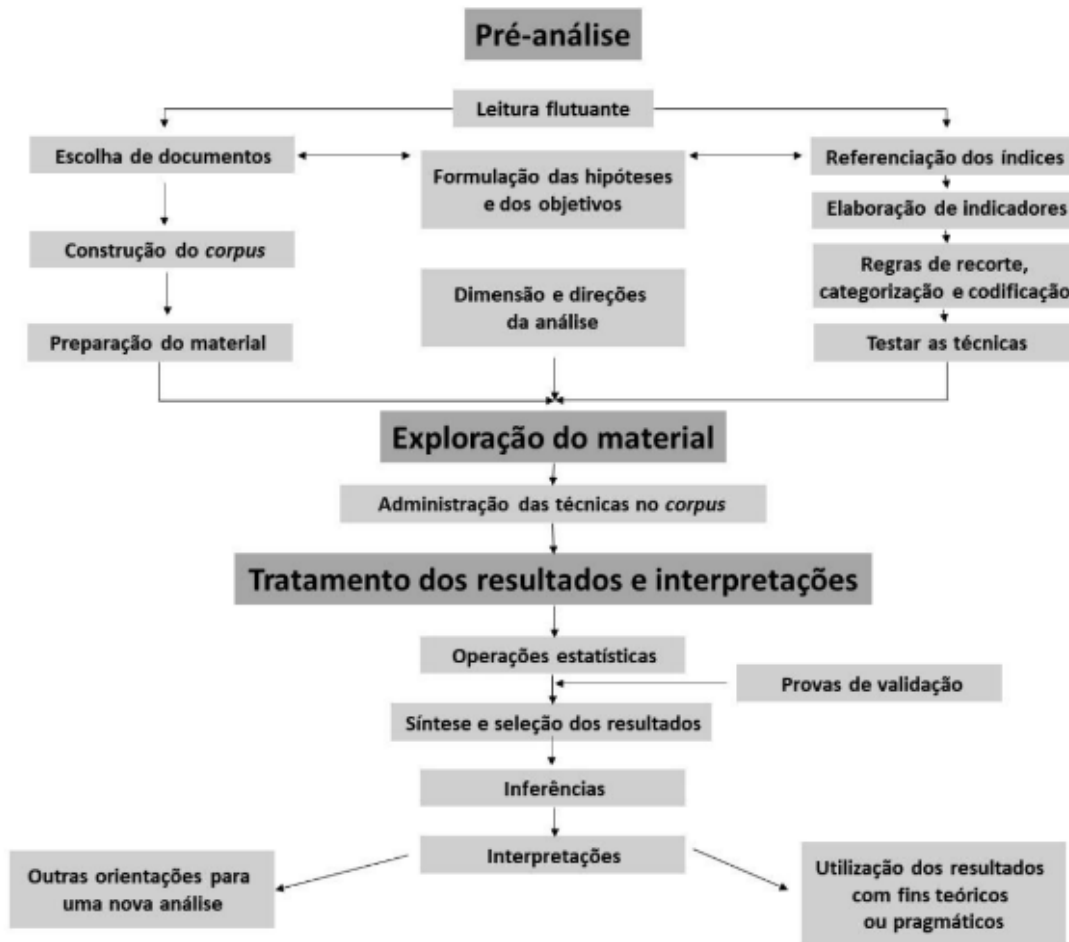 Pré-análise
Leitura flutuante
Escolha de documentos
Formulação das hipóteses
e dos objetivos
Referenciação dos índices
Elaboração de indicadores
Construção do corpus
Regras de recorte,
categorização e codificação
Dimensão e direções
da análise
Preparação do material
Testar as técnicas
Exploração do material
Administração das técnicas no corpus
Tratamento dos resultados e interpretações
Operações estatísticas
Provas de validação
Síntese e seleção dos resultados
Inferências
Interpretações
Outras orientações para
uma nova análise
Utilização dos resultados
com fins teóricos
ou pragmáticos